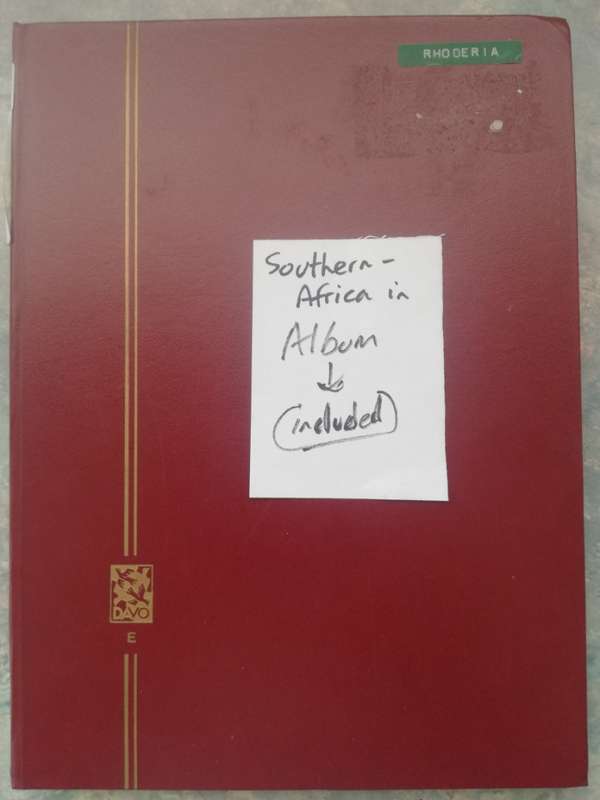 RHODERIA
Southern-
Africa in
Album
↓
(included)
DAVO
E